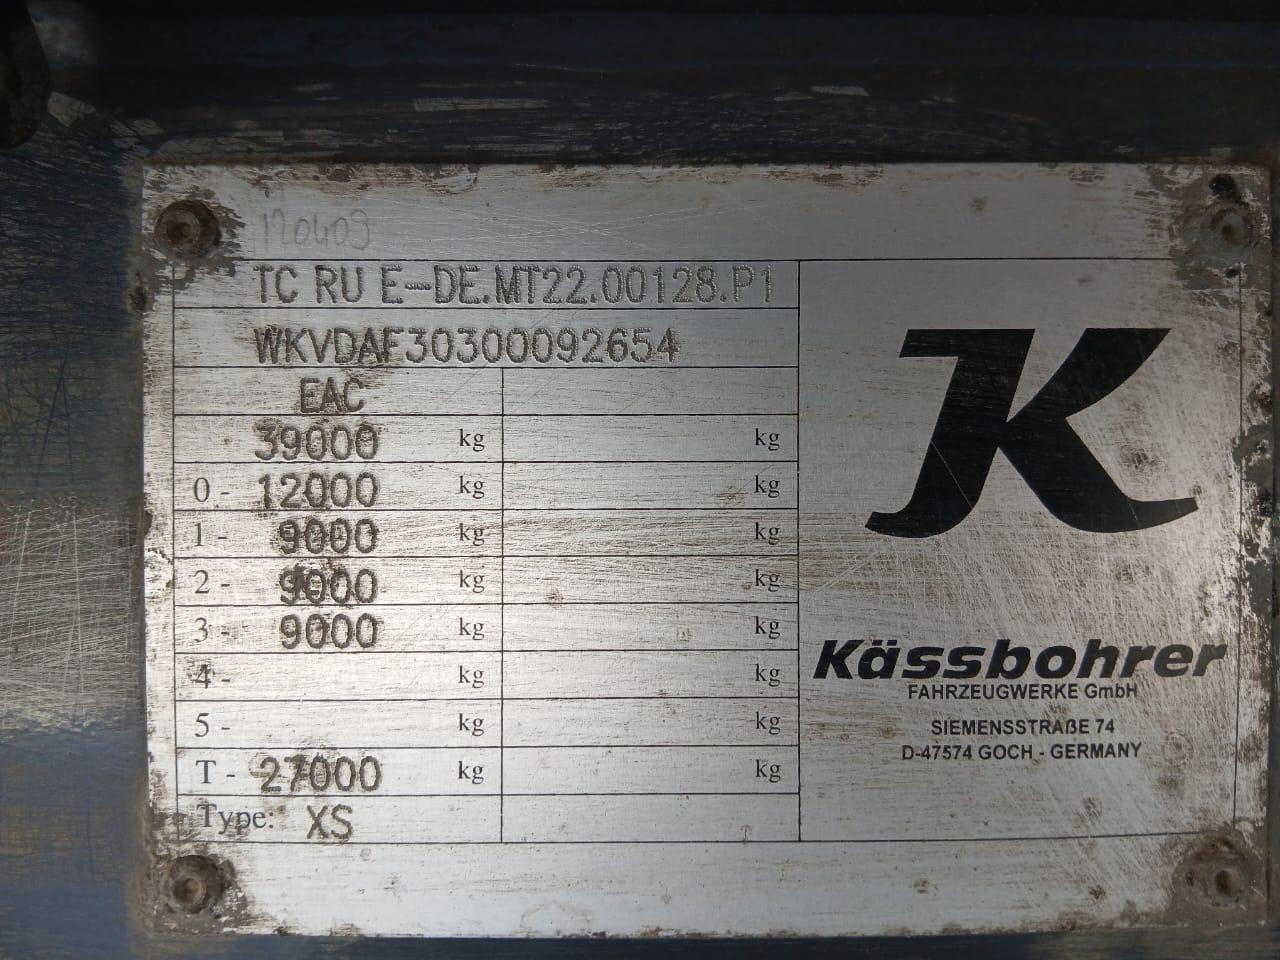 120409
TC RU E-DE.MT22.00128.P1
WKVDAF30300092654
EAC
39000 kg kg
0 - 12000 kg kg
1 - 9000 kg kg
2 - 9000 kg kg
3 - 9000 kg kg
4 - kg kg
5 - kg kg
T - 27000 kg kg
Type: XS
K
Kässbohrer
FAHRZEUGWERKE GmbH
SIEMENSSTRAßE 74
D-47574 GOCH - GERMANY